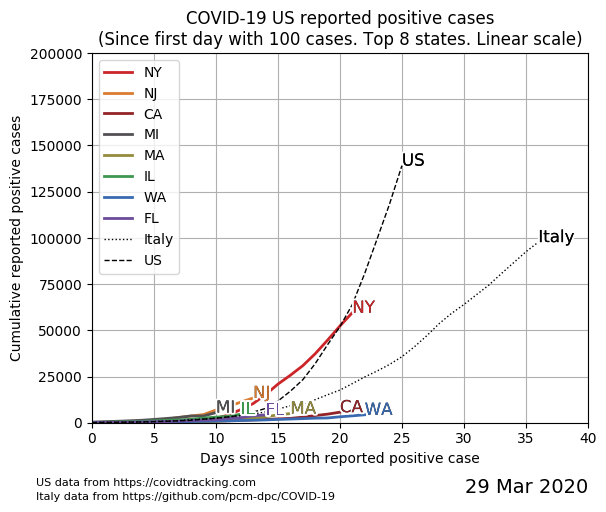 COVID-19 US reported positive cases
(Since first day with 100 cases. Top 8 states. Linear scale)
Cumulative reported positive cases
200000
175000
150000
125000
100000
75000
50000
25000
0
NY
NJ
CA
MI
MA
IL
WA
FL
Italy
US
US
Italy
NY
NJ
MI
IL
FL
MA
CA
WA
0 5 10 15 20 25 30 35 40
Days since 100th reported positive case
US data from https://covidtracking.com
Italy data from https://github.com/pcm-dpc/COVID-19
29 Mar 2020